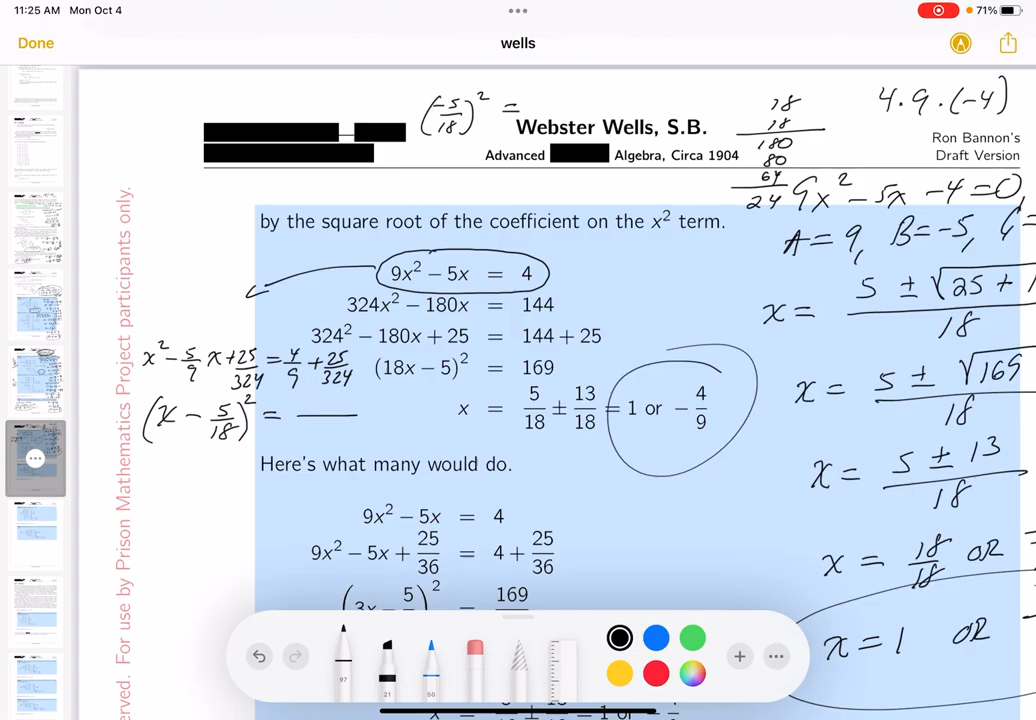 11:25 AM Mon Oct 4
71%
Done
wells
(-5/18)² =
Webster Wells, S.B.
Advanced Algebra, Circa 1904
Ron Bannon's
Draft Version
18
18
180
80
64
24
4·9·(-4)
9x² - 5x - 4 = 0,
A = 9, B = -5,
x = 5 ± √25 +
18
x = 5 ± √169
18
x = 5 ± 13
18
x = 18/18 OR
x = 1 OR
by the square root of the coefficient on the x² term.
9x² − 5x = 4
324x² − 180x = 144
324² − 180x + 25 = 144 + 25
(18x − 5)² = 169
x = 5/18 ± 13/18 = 1 or − 4/9
x² - 5/9 x + 25/324 = 4/9 + 25/324
(x - 5/18)² =
Here's what many would do.
9x² − 5x = 4
9x² − 5x + 25/36 = 4 + 25/36
169
erved. For use by Prison Mathematics Project participants only.
97
21
50